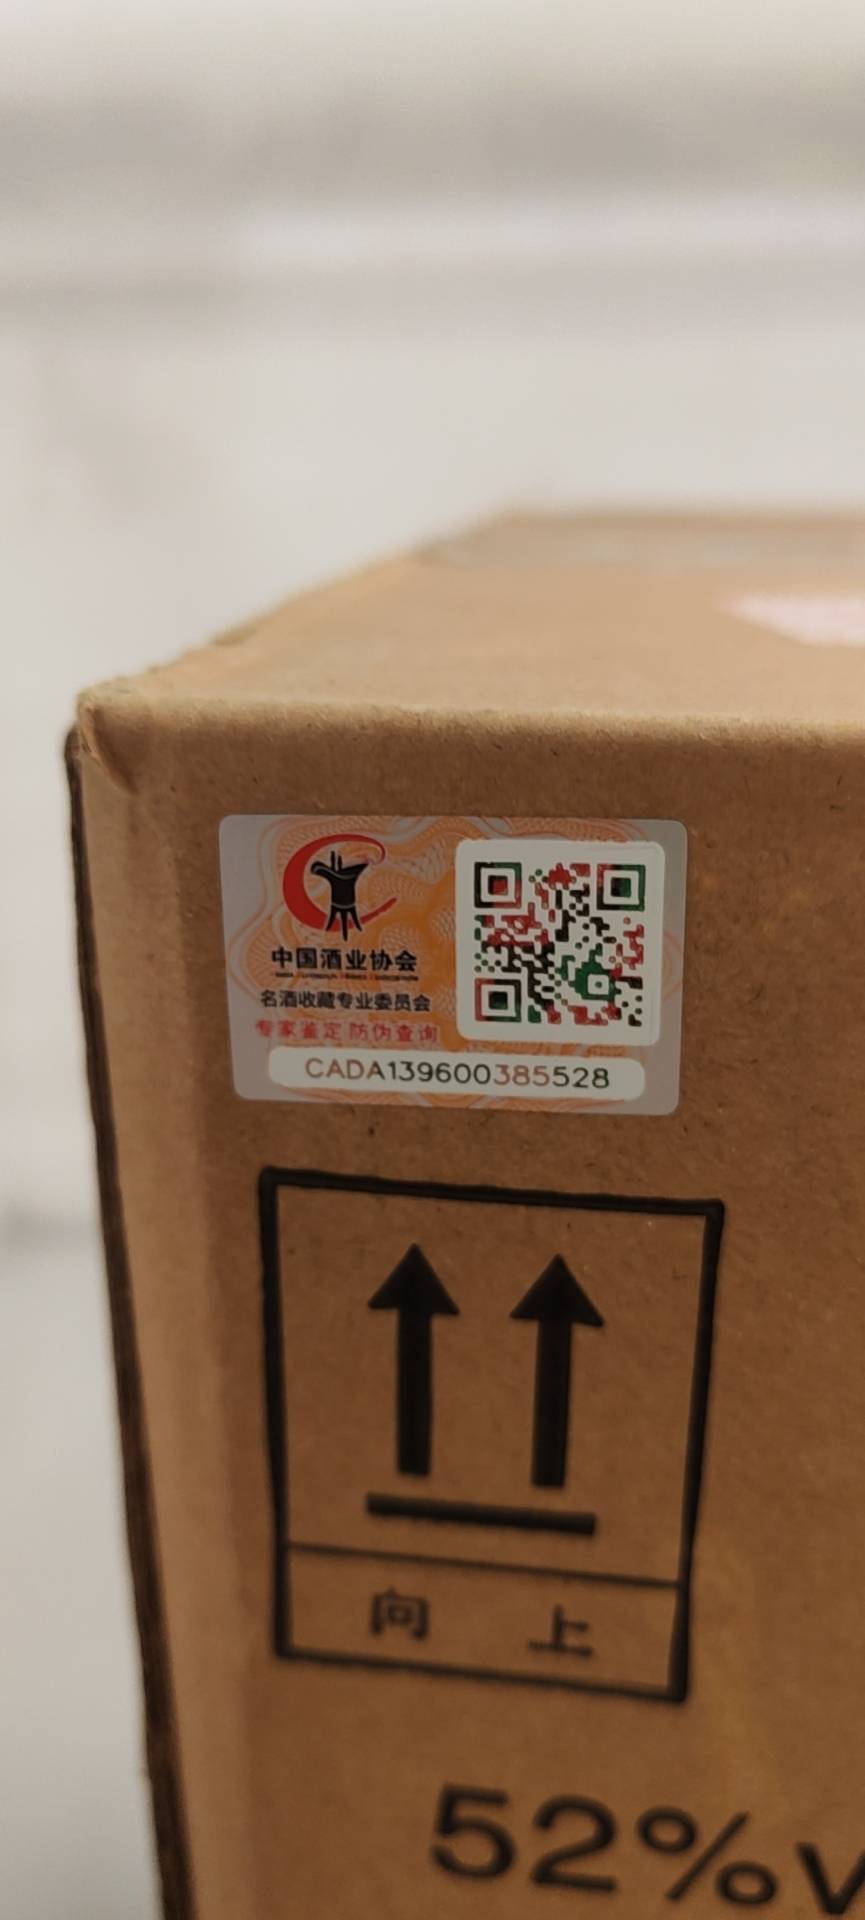 中国酒业协会
名酒收藏专业委员会
专家鉴定 防伪查询
CADA139600385528
向上
52%V